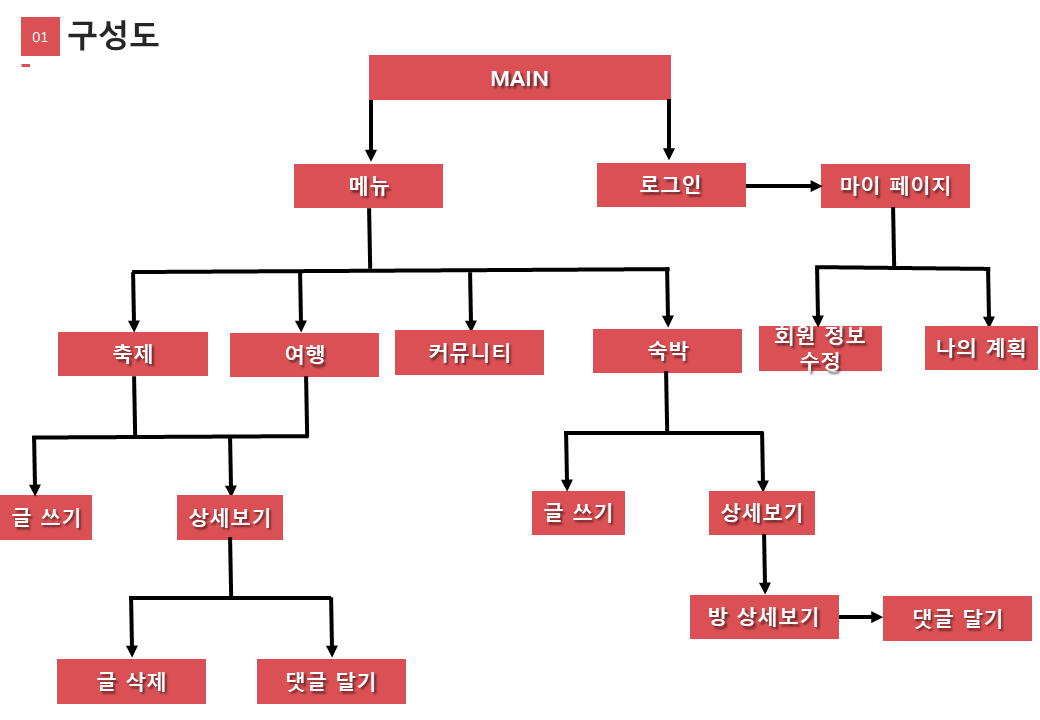 01
구성도
MAIN
메뉴
로그인
마이 페이지
축제
여행
커뮤니티
숙박
회원 정보
수정
나의 계획
글 쓰기
상세보기
글 쓰기
상세보기
방 상세보기
댓글 달기
글 삭제
댓글 달기